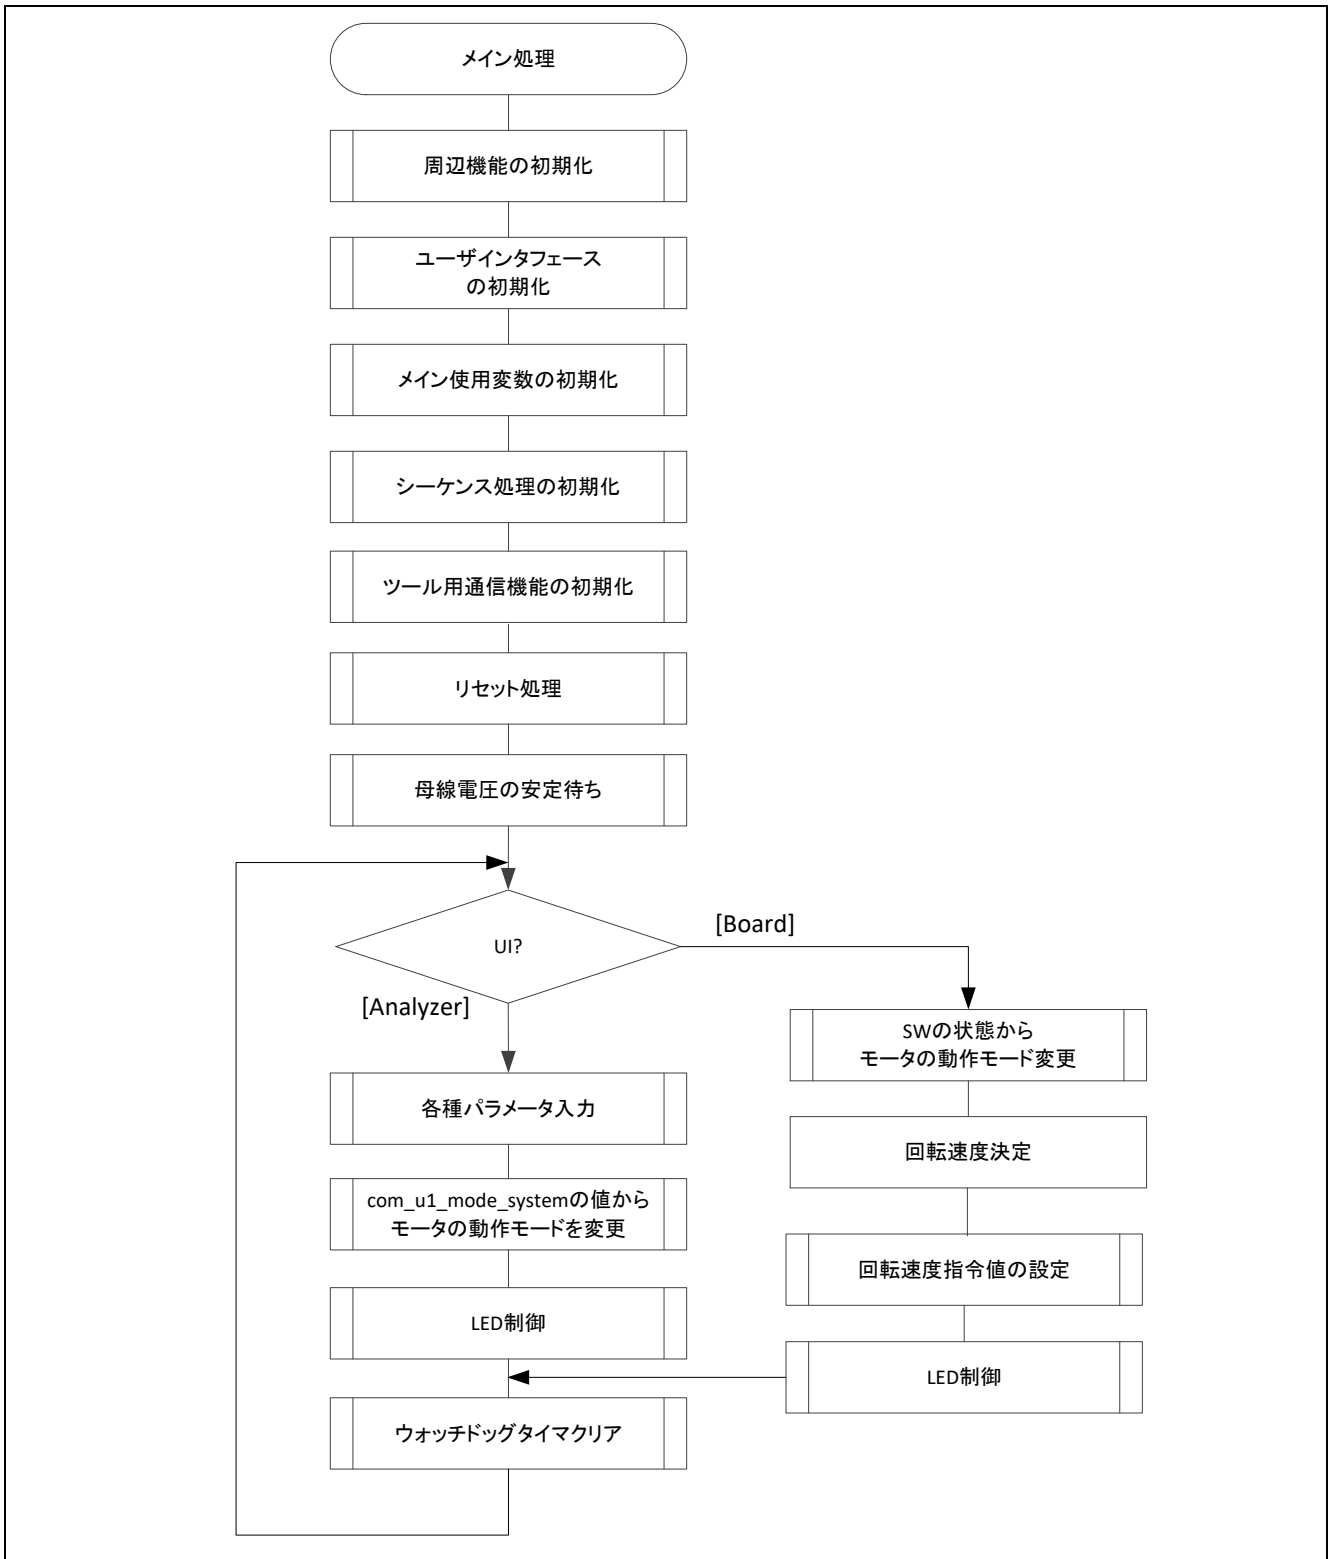 メイン処理
周辺機能の初期化
ユーザインタフェース
の初期化
メイン使用変数の初期化
シーケンス処理の初期化
ツール用通信機能の初期化
リセット処理
母線電圧の安定待ち
UI?
[Board]
[Analyzer]
SWの状態から
モータの動作モード変更
回転速度決定
回転速度指令値の設定
LED制御
各種パラメータ入力
com_u1_mode_systemの値から
モータの動作モードを変更
LED制御
ウォッチドッグタイマクリア